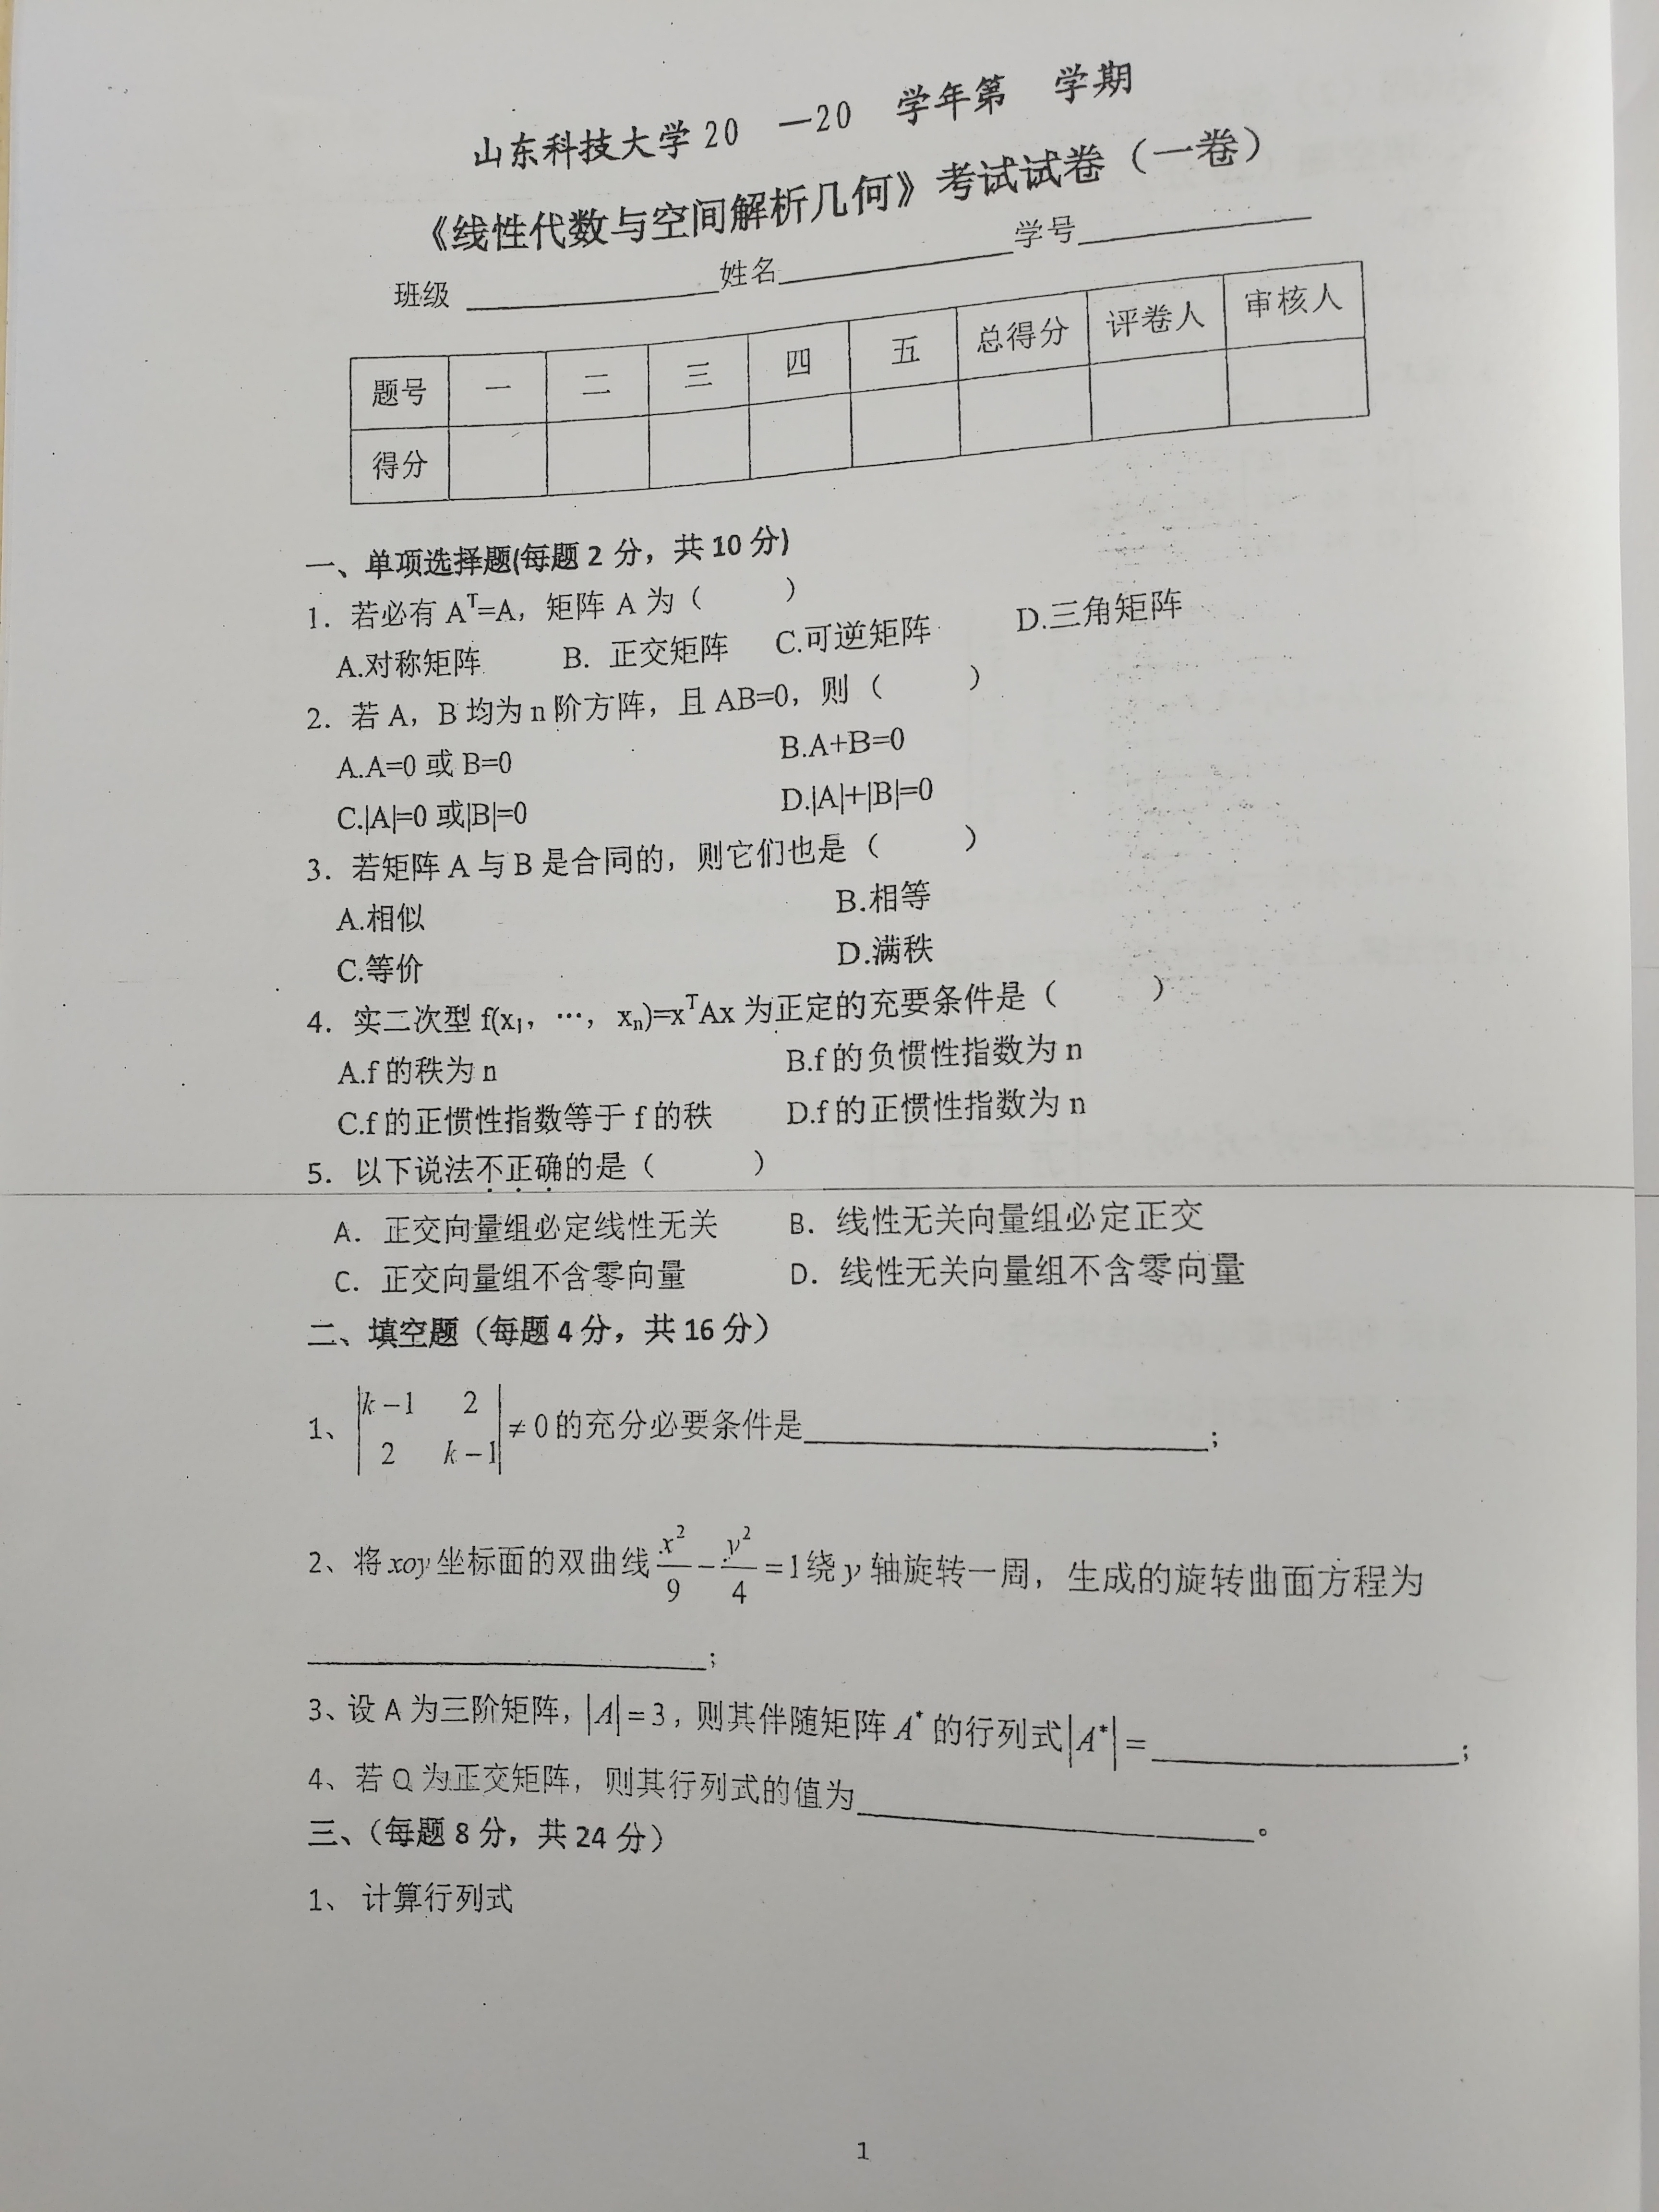 山东科技大学 20 —20 学年第 学期
《线性代数与空间解析几何》考试试卷（一卷）
班级 姓名 学号
题号 一 二 三 四 五 总得分 评卷人 审核人
得分
一、单项选择题(每题 2 分，共 10 分)
1. 若必有 Aᵀ=A，矩阵 A 为（ ）
A.对称矩阵 B. 正交矩阵 C.可逆矩阵 D.三角矩阵
2. 若 A，B 均为 n 阶方阵，且 AB=0，则（ ）
A.A=0 或 B=0 B.A+B=0
C.|A|=0 或|B|=0 D.|A|+|B|=0
3. 若矩阵 A 与 B 是合同的，则它们也是（ ）
A.相似 B.相等
C.等价 D.满秩
4. 实二次型 f(x₁，…，xₙ)=xᵀAx 为正定的充要条件是（ ）
A.f 的秩为 n B.f 的负惯性指数为 n
C.f 的正惯性指数等于 f 的秩 D.f 的正惯性指数为 n
5. 以下说法不正确的是（ ）
A. 正交向量组必定线性无关 B. 线性无关向量组必定正交
C. 正交向量组不含零向量 D. 线性无关向量组不含零向量
二、填空题（每题 4 分，共 16 分）
1、|k−1 2; 2 k−1| ≠ 0 的充分必要条件是____；
2、将 xoy 坐标面的双曲线 x²/9 − y²/4 = 1 绕 y 轴旋转一周，生成的旋转曲面方程为
____；
3、设 A 为三阶矩阵，|A| = 3，则其伴随矩阵 A* 的行列式|A*| = ____；
4、若 Q 为正交矩阵，则其行列式的值为____。
三、（每题 8 分，共 24 分）
1、 计算行列式
1